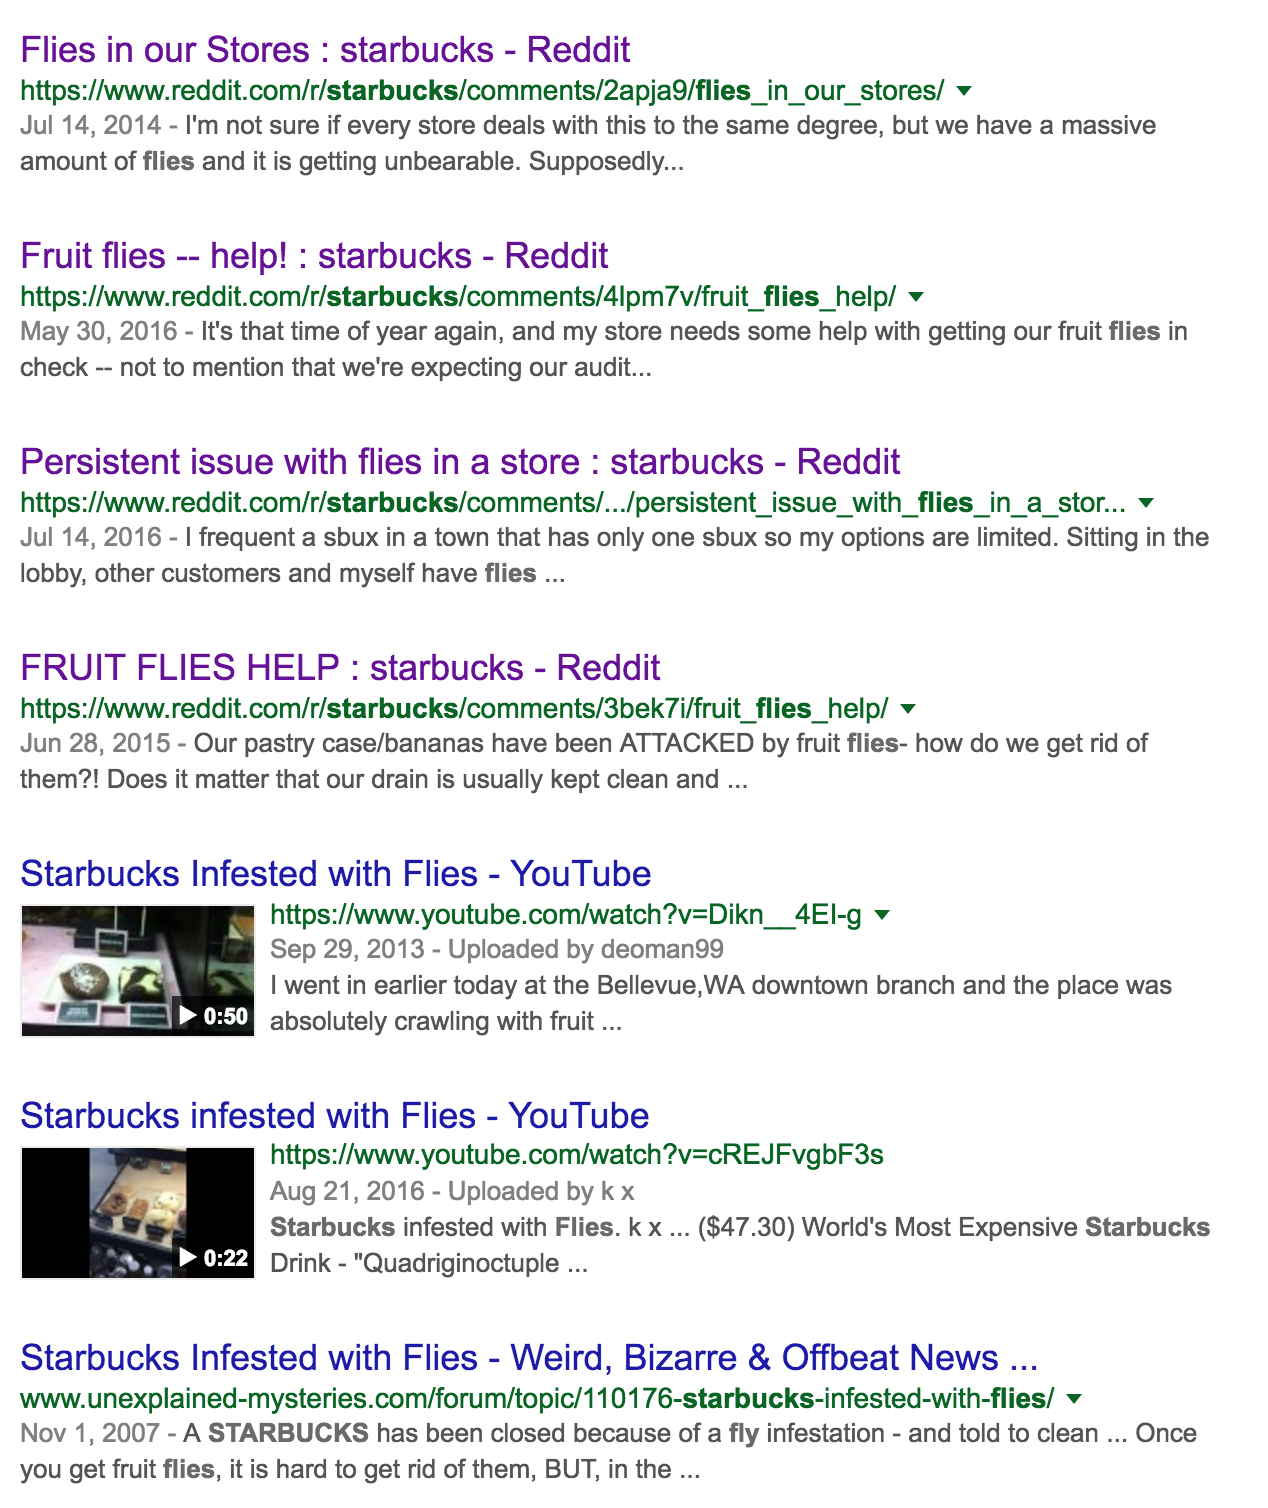 Flies in our Stores : starbucks - Reddit
https://www.reddit.com/r/starbucks/comments/2apja9/flies_in_our_stores/
Jul 14, 2014 - I'm not sure if every store deals with this to the same degree, but we have a massive
amount of flies and it is getting unbearable. Supposedly...
Fruit flies -- help! : starbucks - Reddit
https://www.reddit.com/r/starbucks/comments/4lpm7v/fruit_flies_help/
May 30, 2016 - It's that time of year again, and my store needs some help with getting our fruit flies in
check -- not to mention that we're expecting our audit...
Persistent issue with flies in a store : starbucks - Reddit
https://www.reddit.com/r/starbucks/comments/.../persistent_issue_with_flies_in_a_stor...
Jul 14, 2016 - I frequent a sbux in a town that has only one sbux so my options are limited. Sitting in the
lobby, other customers and myself have flies ...
FRUIT FLIES HELP : starbucks - Reddit
https://www.reddit.com/r/starbucks/comments/3bek7i/fruit_flies_help/
Jun 28, 2015 - Our pastry case/bananas have been ATTACKED by fruit flies- how do we get rid of
them?! Does it matter that our drain is usually kept clean and ...
Starbucks Infested with Flies - YouTube
https://www.youtube.com/watch?v=Dikn__4EI-g
Sep 29, 2013 - Uploaded by deoman99
I went in earlier today at the Bellevue,WA downtown branch and the place was
absolutely crawling with fruit ...
0:50
Starbucks infested with Flies - YouTube
https://www.youtube.com/watch?v=cREJFvgbF3s
Aug 21, 2016 - Uploaded by k x
Starbucks infested with Flies. k x ... ($47.30) World's Most Expensive Starbucks
Drink - "Quadriginoctuple ...
0:22
Starbucks Infested with Flies - Weird, Bizarre & Offbeat News ...
www.unexplained-mysteries.com/forum/topic/110176-starbucks-infested-with-flies/
Nov 1, 2007 - A STARBUCKS has been closed because of a fly infestation - and told to clean ... Once
you get fruit flies, it is hard to get rid of them, BUT, in the ...